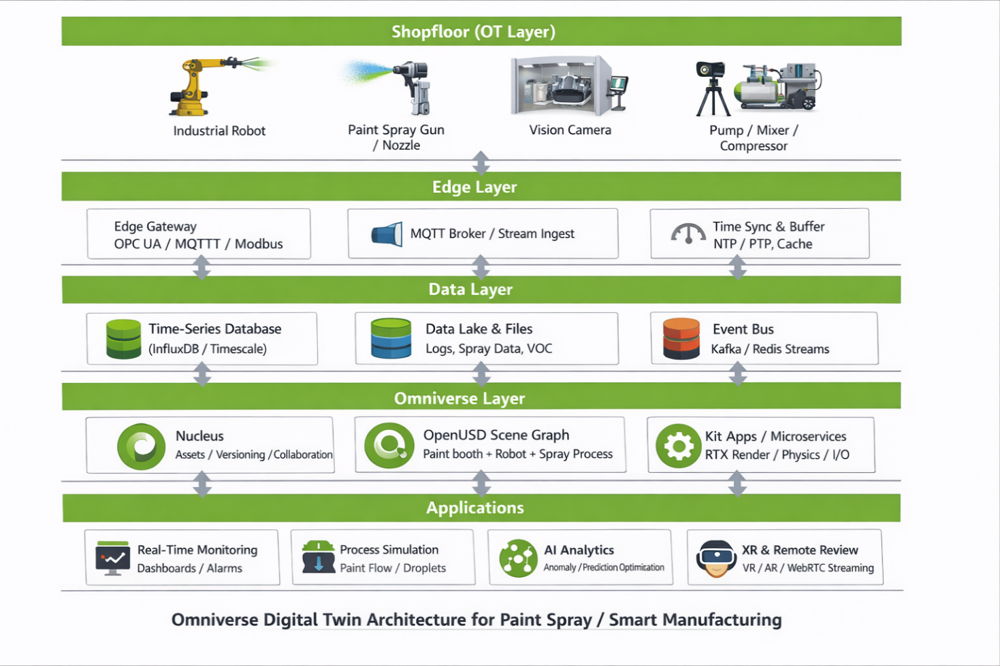 Shopfloor (OT Layer)
Industrial Robot
Paint Spray Gun
/ Nozzle
Vision Camera
Pump / Mixer /
Compressor
Edge Layer
Edge Gateway
OPC UA / MQTTT / Modbus
MQTT Broker / Stream Ingest
Time Sync & Buffer
NTP / PTP, Cache
Data Layer
Time-Series Database
(InfluxDB / Timescale)
Data Lake & Files
Logs, Spray Data, VOC
Event Bus
Kafka / Redis Streams
Omniverse Layer
Nucleus
Assets / Versioning / Collaboration
OpenUSD Scene Graph
Paint booth + Robot + Spray Process
Kit Apps / Microservices
RTX Render / Physics / I/O
Applications
Real-Time Monitoring
Dashboards / Alarms
Process Simulation
Paint Flow / Droplets
AI Analytics
Anomaly / Prediction Optimisation
XR & Remote Review
VR / AR / WebRTC Streaming
Omniverse Digital Twin Architecture for Paint Spray / Smart Manufacturing